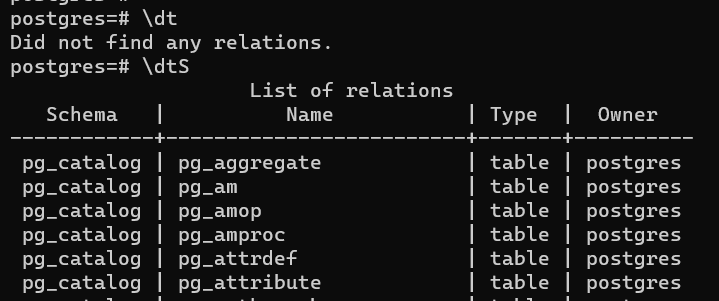 postgres=# \dt
Did not find any relations.
postgres=# \dtS
                    List of relations
   Schema   |          Name           | Type  |  Owner
------------+-------------------------+-------+----------
 pg_catalog | pg_aggregate            | table | postgres
 pg_catalog | pg_am                   | table | postgres
 pg_catalog | pg_amop                 | table | postgres
 pg_catalog | pg_amproc               | table | postgres
 pg_catalog | pg_attrdef              | table | postgres
 pg_catalog | pg_attribute            | table | postgres